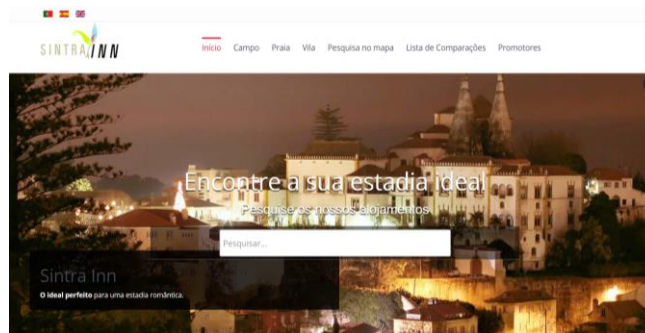 SINTRA INN
Início Campo Praia Vila Pesquisa no mapa Lista de Comparações Promotores
Encontre a sua estadia ideal
Pesquise os nossos alojamentos
Pesquisar...
Sintra Inn
O ideal perfeito para uma estadia romântica.